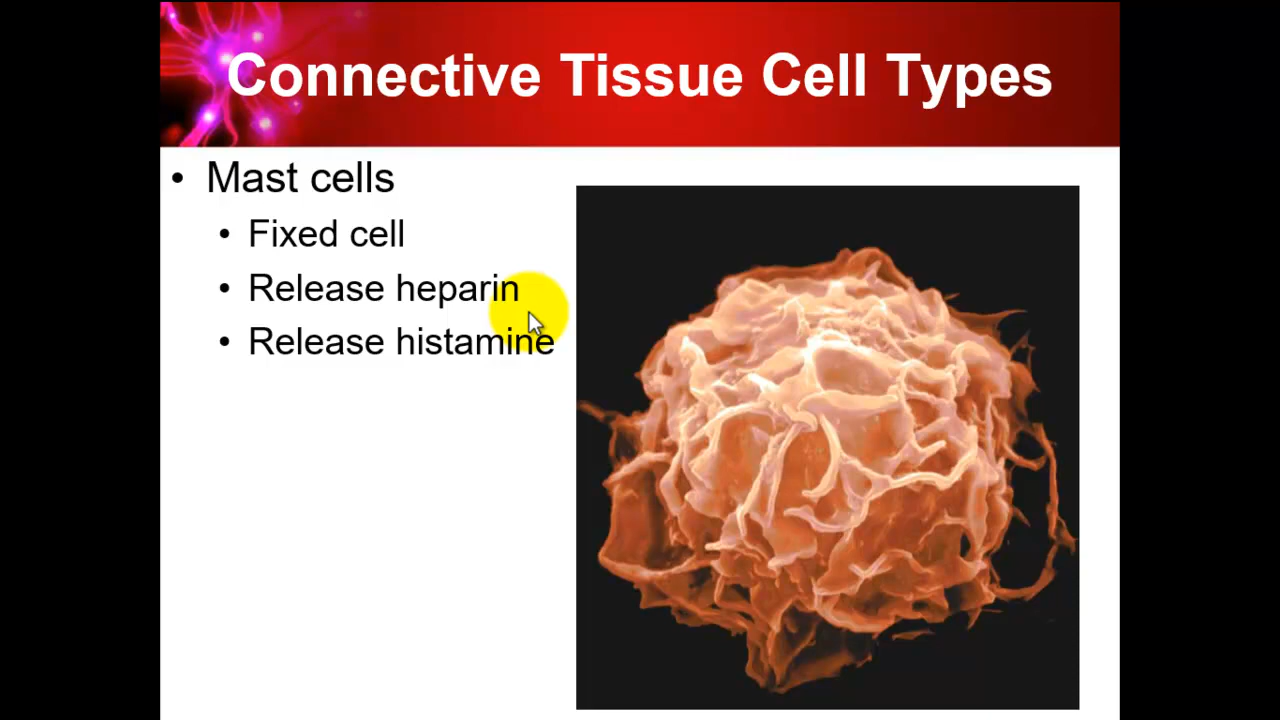 Connective Tissue Cell Types
• Mast cells
• Fixed cell
• Release heparin
• Release histamine